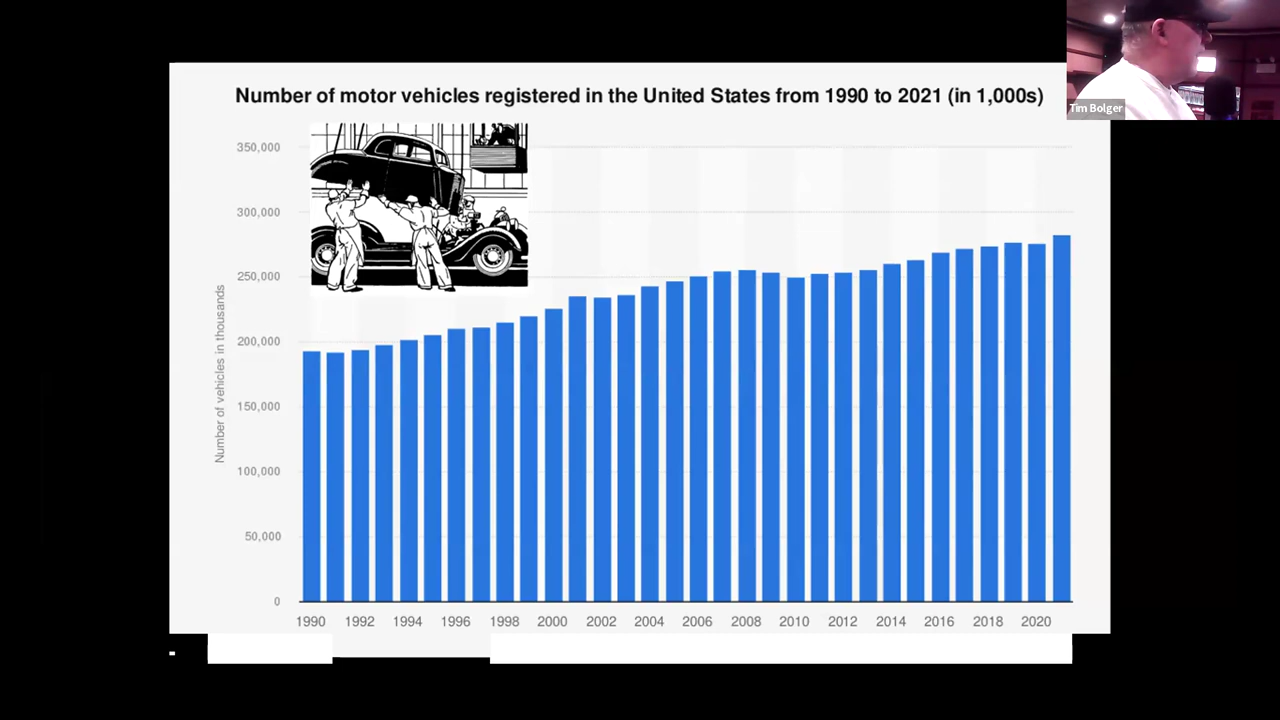 Number of motor vehicles registered in the United States from 1990 to 2021 (in 1,000s)
Tim Bolger
350,000
300,000
250,000
200,000
150,000
100,000
50,000
0
Number of vehicles in thousands
1990 1992 1994 1996 1998 2000 2002 2004 2006 2008 2010 2012 2014 2016 2018 2020